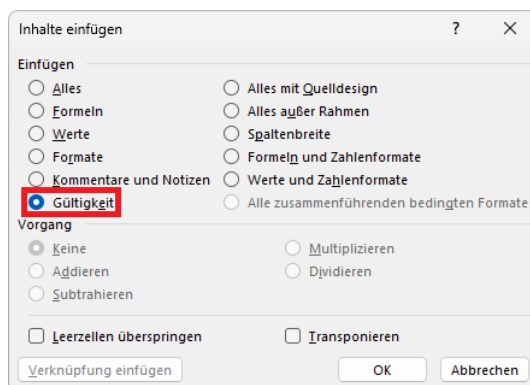 Inhalte einfügen ? ×
Einfügen
Alles Alles mit Quelldesign
Formeln Alles außer Rahmen
Werte Spaltenbreite
Formate Formeln und Zahlenformate
Kommentare und Notizen Werte und Zahlenformate
Gültigkeit Alle zusammenführenden bedingten Formate
Vorgang
Keine Multiplizieren
Addieren Dividieren
Subtrahieren
Leerzellen überspringen Transponieren
Verknüpfung einfügen OK Abbrechen